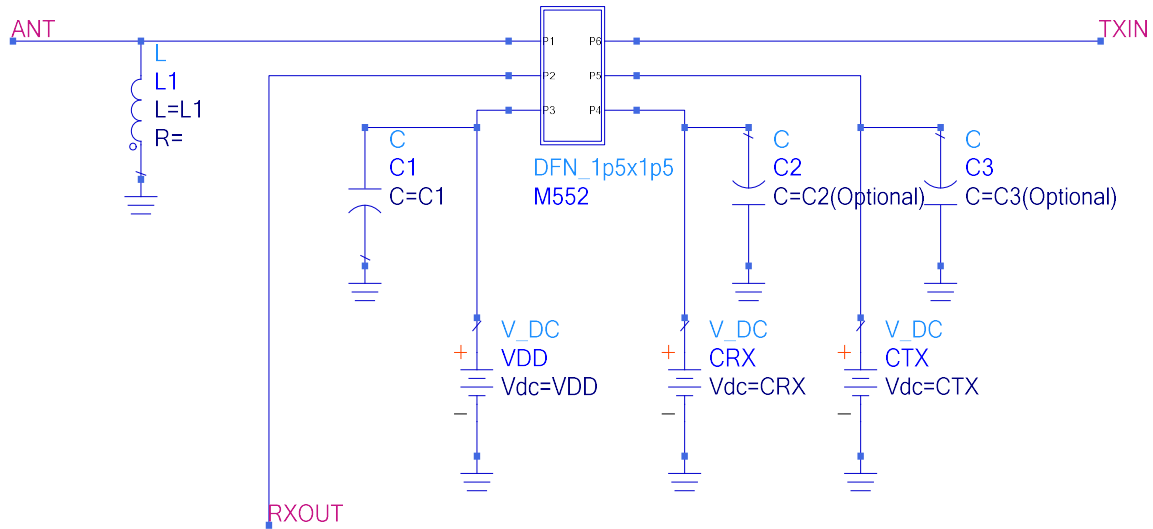 ANT
TXIN
P1
P6
P2
P5
P3
P4
L
L1
L=L1
R=
C
C1
C=C1
DFN_1p5x1p5
M552
C
C2
C=C2(Optional)
C
C3
C=C3(Optional)
V_DC
VDD
Vdc=VDD
V_DC
CRX
Vdc=CRX
V_DC
CTX
Vdc=CTX
+
+
+
−
−
−
RXOUT